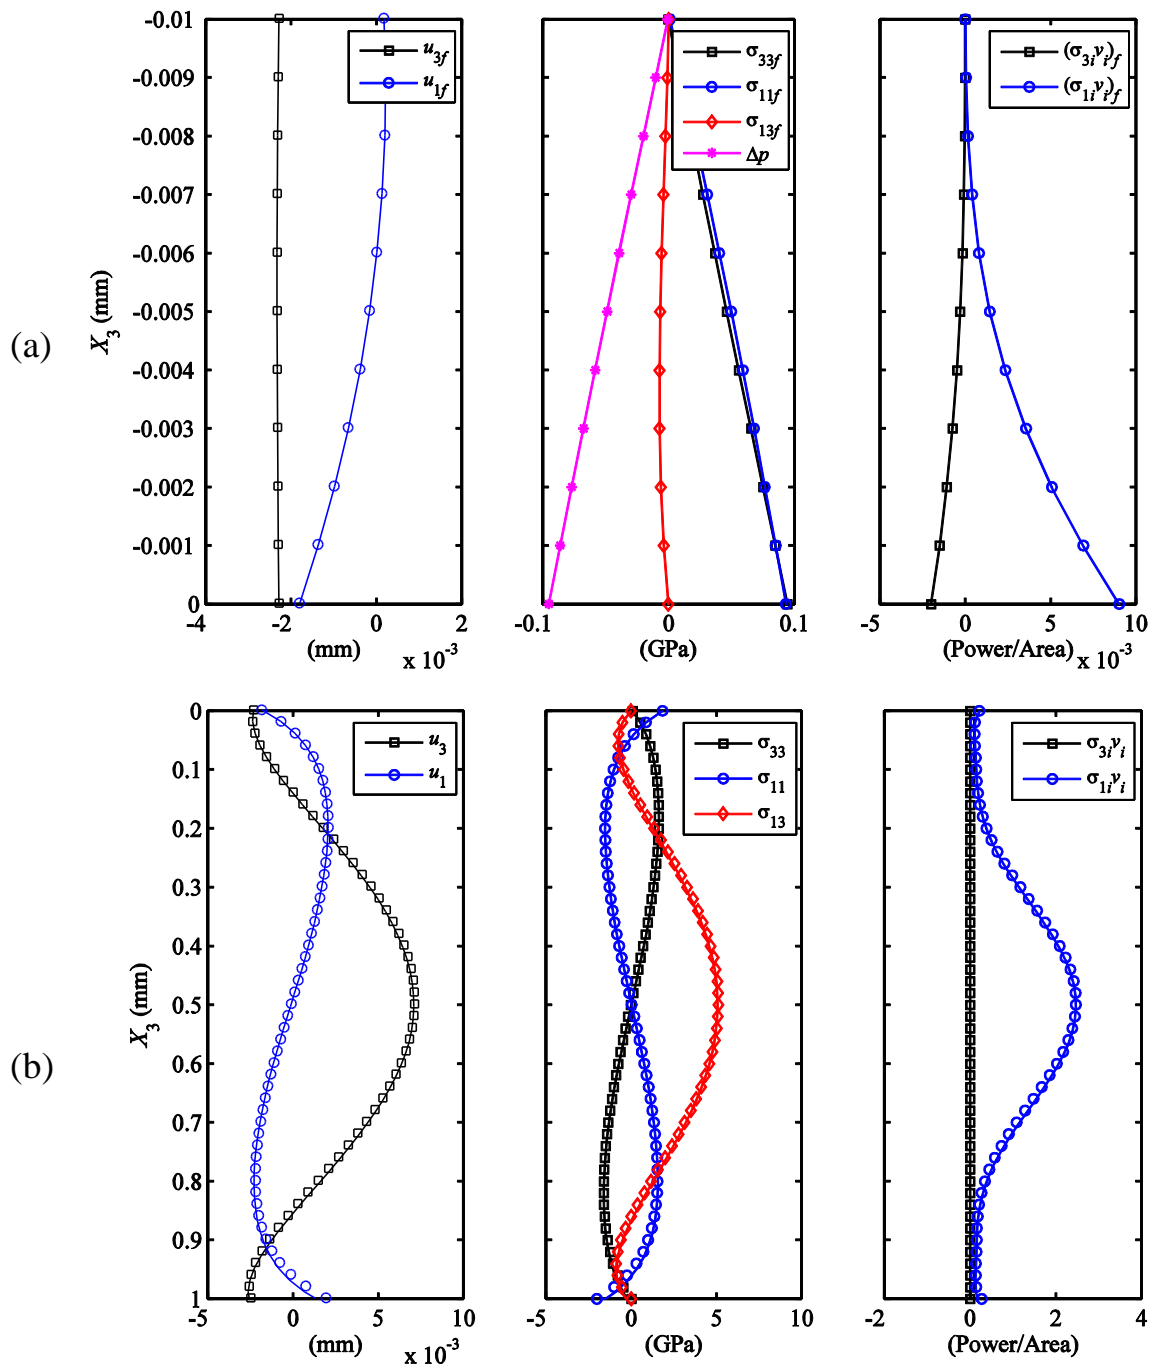 (a)
X3 (mm)
-0.01
-0.009
-0.008
-0.007
-0.006
-0.005
-0.004
-0.003
-0.002
-0.001
0
-4 -2 0 2
(mm)
x 10-3
u3f
u1f
-0.1 0 0.1
(GPa)
σ33f
σ11f
σ13f
Δp
-5 0 5 10
(Power/Area)
x 10-3
(σ3ivi)f
(σ1ivi)f
(b)
X3 (mm)
0
0.1
0.2
0.3
0.4
0.5
0.6
0.7
0.8
0.9
1
-5 0 5 10
(mm)
x 10-3
u3
u1
-5 0 5 10
(GPa)
σ33
σ11
σ13
-2 0 2 4
(Power/Area)
σ3ivi
σ1ivi